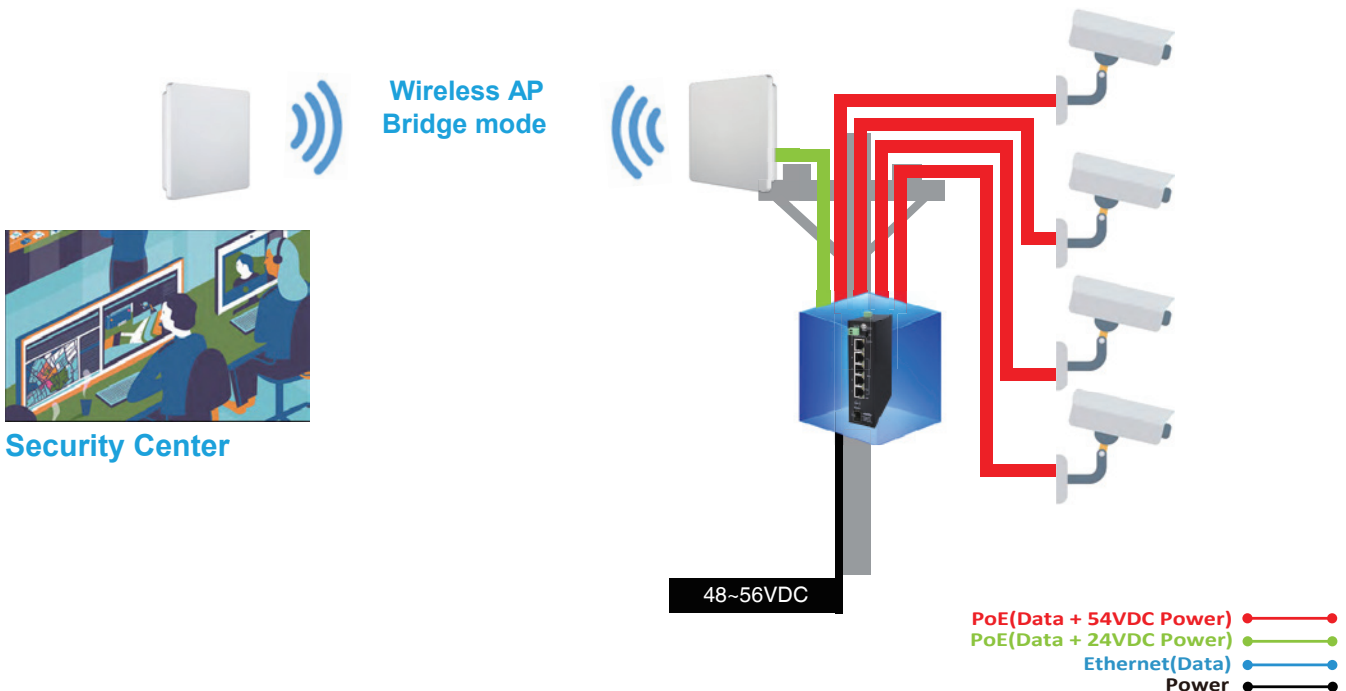 Wireless AP
Bridge mode
Security Center
48~56VDC
PoE(Data + 54VDC Power)
PoE(Data + 24VDC Power)
Ethernet(Data)
Power